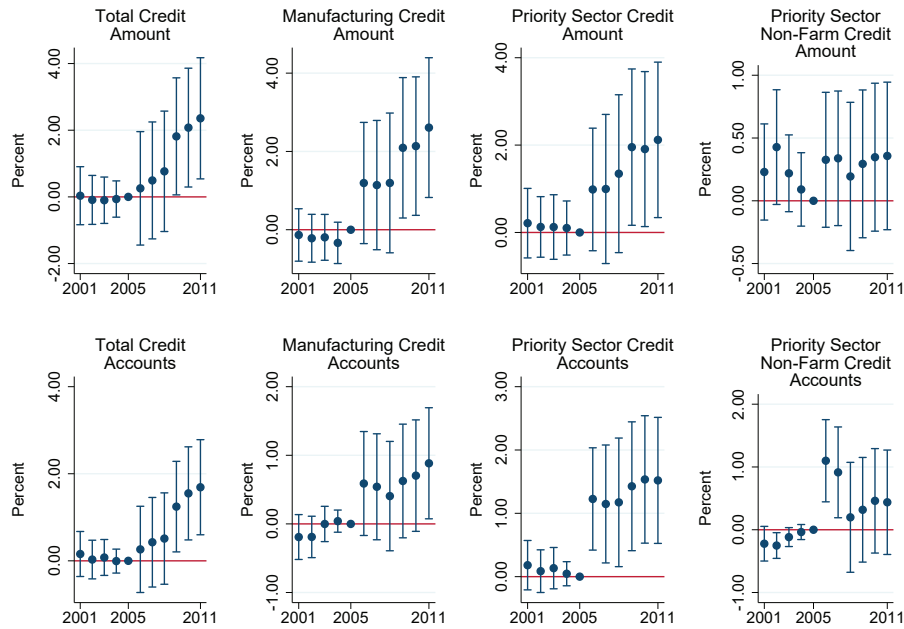 Total Credit
Amount
Percent
4.00
2.00
0.00
-2.00
2001
2005
2011
Manufacturing Credit
Amount
Percent
4.00
2.00
0.00
2001
2005
2011
Priority Sector Credit
Amount
Percent
4.00
2.00
0.00
2001
2005
2011
Priority Sector
Non-Farm Credit
Amount
Percent
1.00
0.50
0.00
-0.50
2001
2005
2011
Total Credit
Accounts
Percent
4.00
2.00
0.00
2001
2005
2011
Manufacturing Credit
Accounts
Percent
2.00
1.00
0.00
-1.00
2001
2005
2011
Priority Sector Credit
Accounts
Percent
3.00
2.00
1.00
0.00
2001
2005
2011
Priority Sector
Non-Farm Credit
Accounts
Percent
2.00
1.00
0.00
-1.00
2001
2005
2011